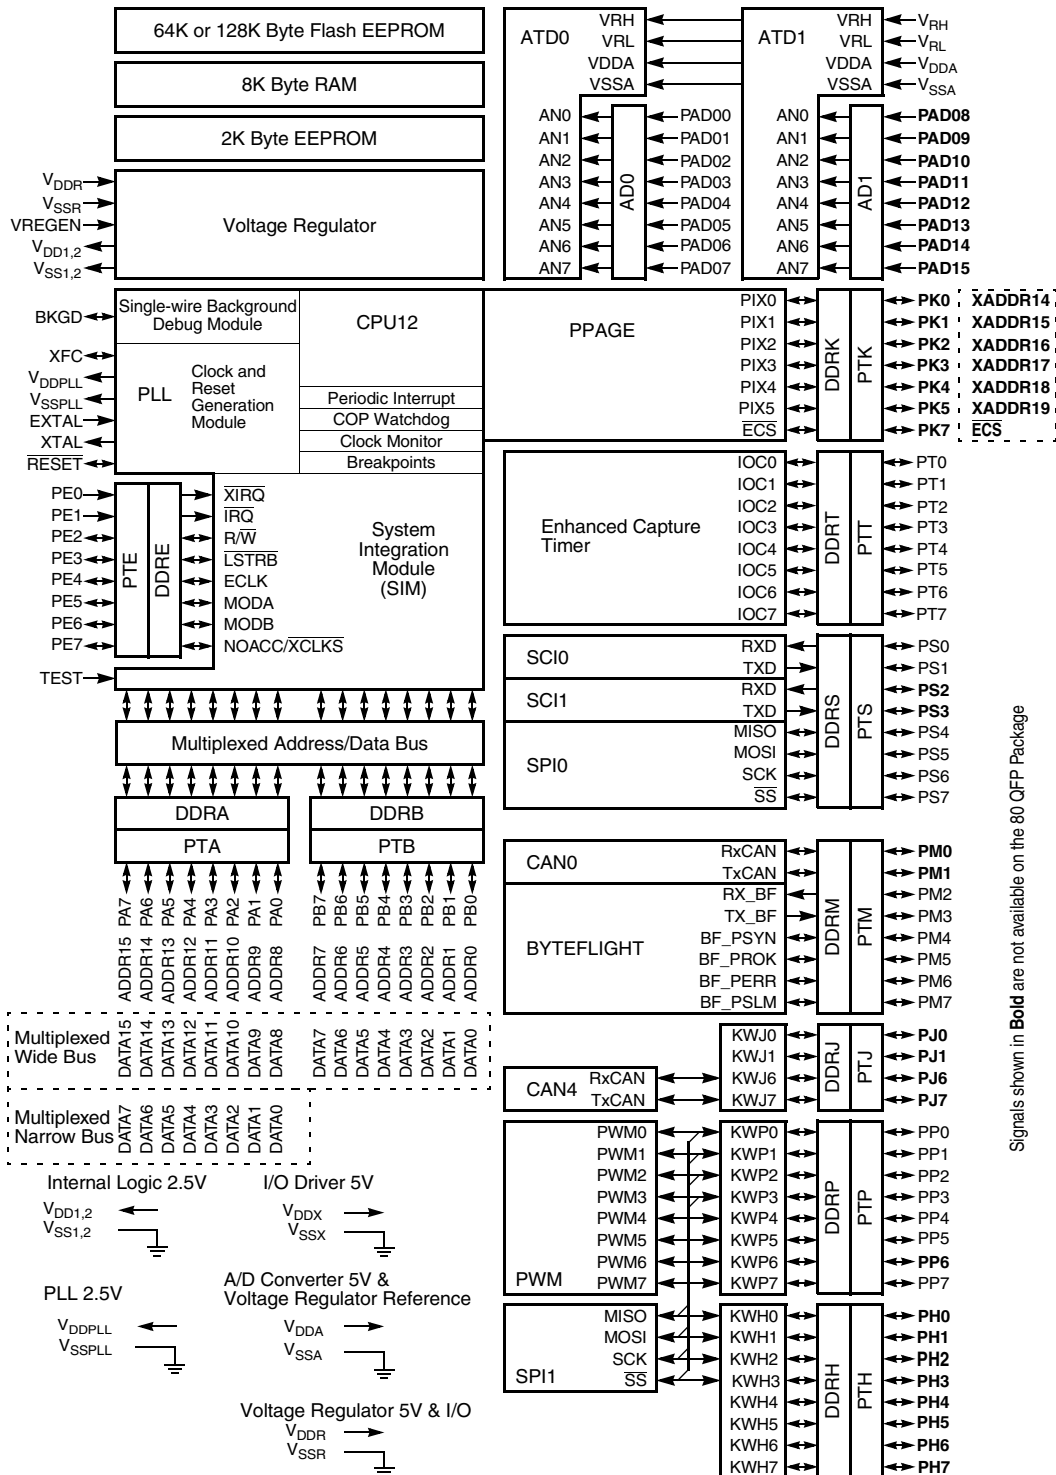 64K or 128K Byte Flash EEPROM
8K Byte RAM
2K Byte EEPROM
VDDR
VSSR
VREGEN
VDD1,2
VSS1,2
Voltage Regulator
ATD0
VRH
VRL
VDDA
VSSA
AN0
AN1
AN2
AN3
AN4
AN5
AN6
AN7
AD0
PAD00
PAD01
PAD02
PAD03
PAD04
PAD05
PAD06
PAD07
ATD1
VRH
VRL
VDDA
VSSA
VRH
VRL
VDDA
VSSA
AN0
AN1
AN2
AN3
AN4
AN5
AN6
AN7
AD1
PAD08
PAD09
PAD10
PAD11
PAD12
PAD13
PAD14
PAD15
BKGD
XFC
VDDPLL
VSSPLL
EXTAL
XTAL
RESET
Single-wire Background
Debug Module
CPU12
PLL
Clock and
Reset
Generation
Module
Periodic Interrupt
COP Watchdog
Clock Monitor
Breakpoints
PPAGE
PIX0
PIX1
PIX2
PIX3
PIX4
PIX5
ECS
DDRK
PTK
PK0 XADDR14
PK1 XADDR15
PK2 XADDR16
PK3 XADDR17
PK4 XADDR18
PK5 XADDR19
PK7 ECS
PE0
PE1
PE2
PE3
PE4
PE5
PE6
PE7
TEST
PTE
DDRE
XIRQ
IRQ
R/W
LSTRB
ECLK
MODA
MODB
NOACC/XCLKS
System
Integration
Module
(SIM)
Enhanced Capture
Timer
IOC0
IOC1
IOC2
IOC3
IOC4
IOC5
IOC6
IOC7
DDRT
PTT
PT0
PT1
PT2
PT3
PT4
PT5
PT6
PT7
SCI0
RXD
TXD
SCI1
RXD
TXD
SPI0
MISO
MOSI
SCK
SS
DDRS
PTS
PS0
PS1
PS2
PS3
PS4
PS5
PS6
PS7
Multiplexed Address/Data Bus
DDRA
PTA
DDRB
PTB
PA7
PA6
PA5
PA4
PA3
PA2
PA1
PA0
PB7
PB6
PB5
PB4
PB3
PB2
PB1
PB0
ADDR15
ADDR14
ADDR13
ADDR12
ADDR11
ADDR10
ADDR9
ADDR8
ADDR7
ADDR6
ADDR5
ADDR4
ADDR3
ADDR2
ADDR1
ADDR0
Multiplexed
Wide Bus
DATA15
DATA14
DATA13
DATA12
DATA11
DATA10
DATA9
DATA8
DATA7
DATA6
DATA5
DATA4
DATA3
DATA2
DATA1
DATA0
Multiplexed
Narrow Bus
DATA7
DATA6
DATA5
DATA4
DATA3
DATA2
DATA1
DATA0
CAN0
RxCAN
TxCAN
BYTEFLIGHT
RX_BF
TX_BF
BF_PSYN
BF_PROK
BF_PERR
BF_PSLM
DDRM
PTM
PM0
PM1
PM2
PM3
PM4
PM5
PM6
PM7
CAN4
RxCAN
TxCAN
KWJ0
KWJ1
KWJ6
KWJ7
DDRJ
PTJ
PJ0
PJ1
PJ6
PJ7
PWM
PWM0
PWM1
PWM2
PWM3
PWM4
PWM5
PWM6
PWM7
KWP0
KWP1
KWP2
KWP3
KWP4
KWP5
KWP6
KWP7
DDRP
PTP
PP0
PP1
PP2
PP3
PP4
PP5
PP6
PP7
SPI1
MISO
MOSI
SCK
SS
KWH0
KWH1
KWH2
KWH3
KWH4
KWH5
KWH6
KWH7
DDRH
PTH
PH0
PH1
PH2
PH3
PH4
PH5
PH6
PH7
Internal Logic 2.5V
VDD1,2
VSS1,2
I/O Driver 5V
VDDX
VSSX
PLL 2.5V
VDDPLL
VSSPLL
A/D Converter 5V &
Voltage Regulator Reference
VDDA
VSSA
Voltage Regulator 5V & I/O
VDDR
VSSR
Signals shown in Bold are not available on the 80 QFP Package